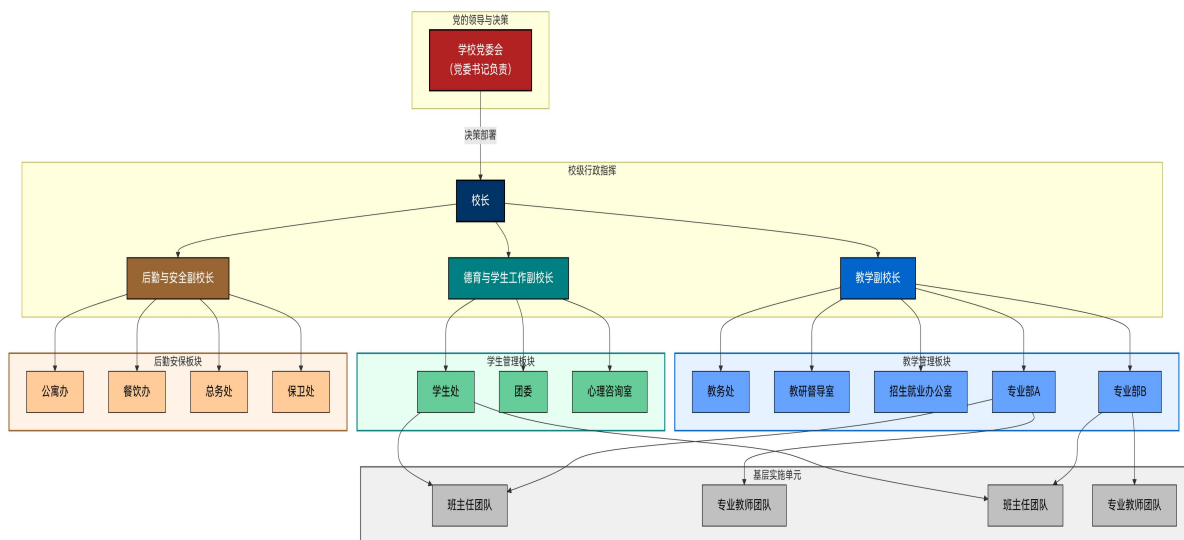 党的领导与决策
学校党委会
（党委书记负责）
决策部署
校级行政指挥
校长
后勤与安全副校长
德育与学生工作副校长
教学副校长
后勤安保板块
学生管理板块
教学管理板块
公寓办
餐饮办
总务处
保卫处
学生处
团委
心理咨询室
教务处
教研督导室
招生就业办公室
专业部A
专业部B
基层实施单元
班主任团队
专业教师团队
班主任团队
专业教师团队